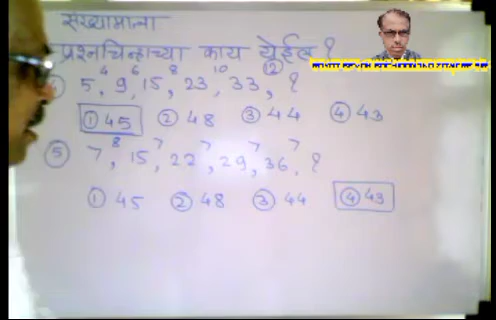 संख्यामाला
प्रश्नचिन्हाच्या काय येईल ?
4 6 8 10 12
5, 9, 15, 23, 33, ?
① 45 ② 48 ③ 44 ④ 43
8 7 7 7 7
⑤ 7, 15, 22, 29, 36, ?
① 45 ② 48 ③ 44 ④ 43